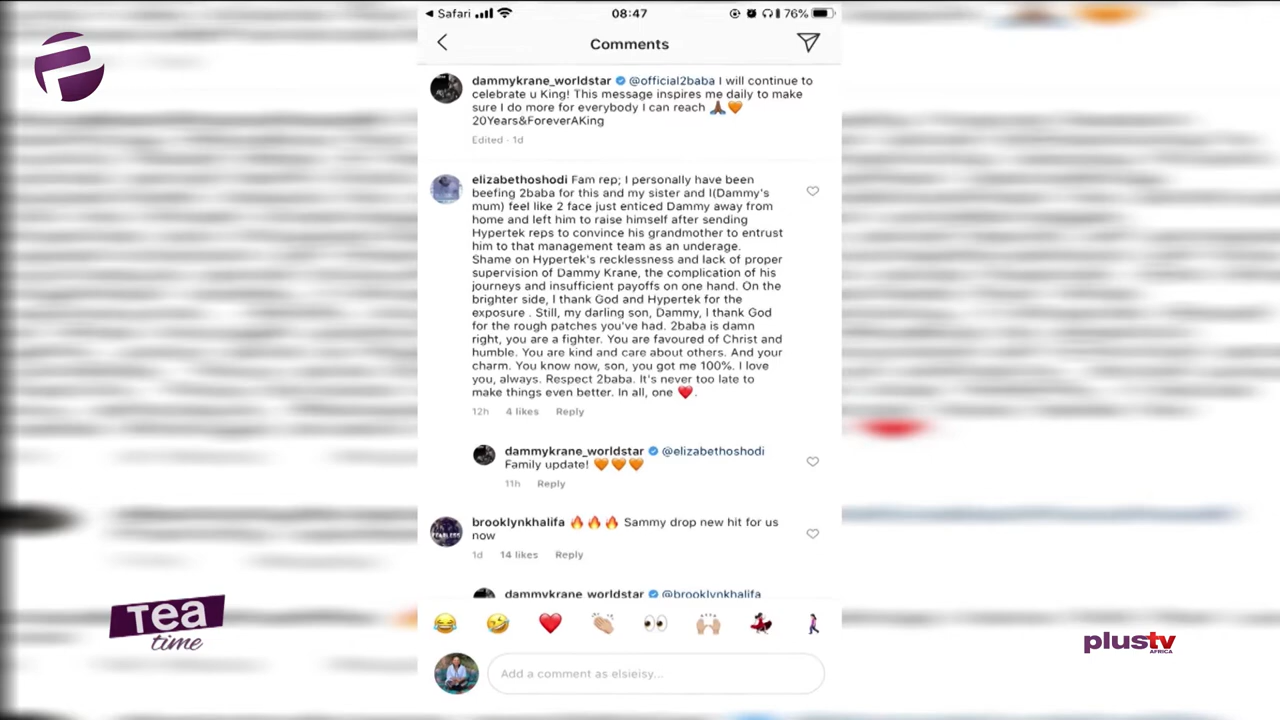 Safari
08:47
76%
Comments
dammykrane_worldstar @official2baba I will continue to
celebrate u King! This message inspires me daily to make
sure I do more for everybody I can reach 🙏🏾🧡
20Years&ForeverAKing
Edited · 1d
elizabethoshodi Fam rep; I personally have been
beefing 2baba for this and my sister and I(Dammy's
mum) feel like 2 face just enticed Dammy away from
home and left him to raise himself after sending
Hypertek reps to convince his grandmother to entrust
him to that management team as an underage.
Shame on Hypertek's recklessness and lack of proper
supervision of Dammy Krane, the complication of his
journeys and insufficient payoffs on one hand. On the
brighter side, I thank God and Hypertek for the
exposure . Still, my darling son, Dammy, I thank God
for the rough patches you've had. 2baba is damn
right, you are a fighter. You are favoured of Christ and
humble. You are kind and care about others. And your
charm. You know now, son, you got me 100%. I love
you, always. Respect 2baba. It's never too late to
make things even better. In all, one ❤️.
12h 4 likes Reply
dammykrane_worldstar @elizabethoshodi
Family update! 🧡🧡🧡
11h Reply
brooklynkhalifa 🔥🔥🔥 Sammy drop new hit for us
now
FEARLESS
1d 14 likes Reply
dammykrane_worldstar @brooklynkhalifa
😂 🤣 ❤️ 👏🏼 👀 🙌🏼 💃 🚶‍♀️
Add a comment as elsieisy...
Tea
time
plustv
AFRICA